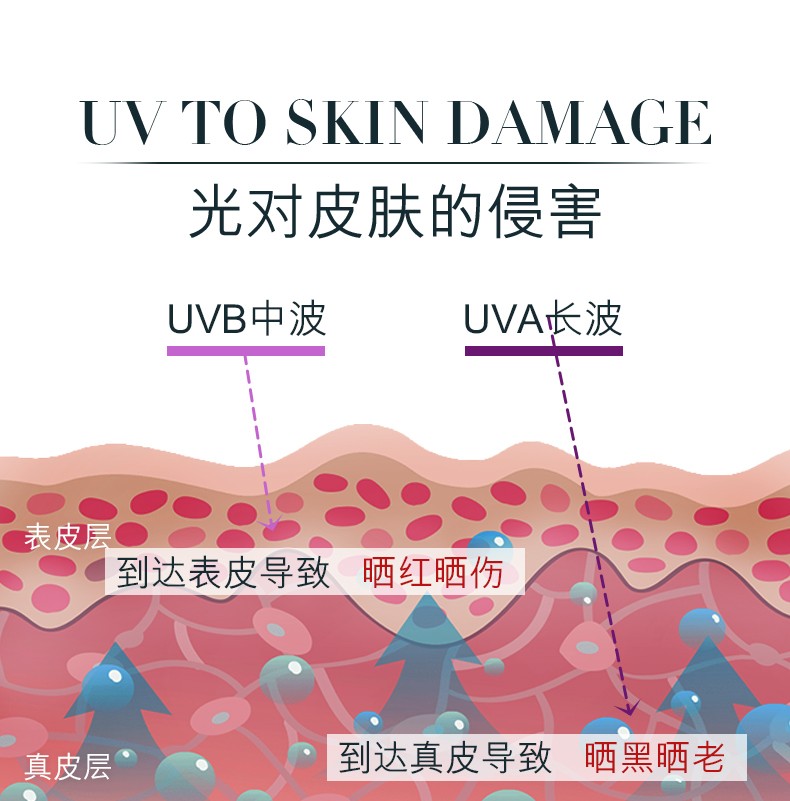 UV TO SKIN DAMAGE
光对皮肤的侵害
UVB中波 UVA长波
表皮层
到达表皮导致 晒红晒伤
到达真皮导致 晒黑晒老
真皮层